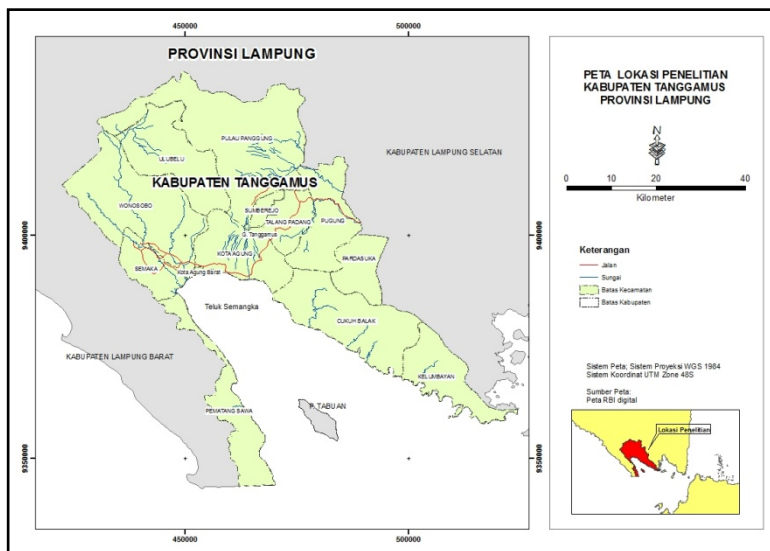 450000
500000
PROVINSI LAMPUNG
PULAU PANGGUNG
ULUBELU
KABUPATEN LAMPUNG SELATAN
KABUPATEN TANGGAMUS
WONOSOBO
SUMBEREJO
TALANG PADANG
PUGUNG
G. Tanggamus
9400000
9400000
KOTA AGUNG
PARDASUKA
SEMAKA
Kota Agung Barat
Teluk Semangka
CUKUH BALAK
KABUPATEN LAMPUNG BARAT
KELUMBAYAN
PEMATANG SAWA
P. TABUAN
9350000
9350000
450000
500000
PETA LOKASI PENELITIAN
KABUPATEN TANGGAMUS
PROVINSI LAMPUNG
N
0 10 20 40
Kilometer
Keterangan
Jalan
Sungai
Batas Kecamatan
Batas Kabupaten
Sistem Peta; Sistem Proyeksi WGS 1984
Sistem Koordinat UTM Zone 48S
Sumber Peta:
Peta RBI digital
Lokasi Penelitian